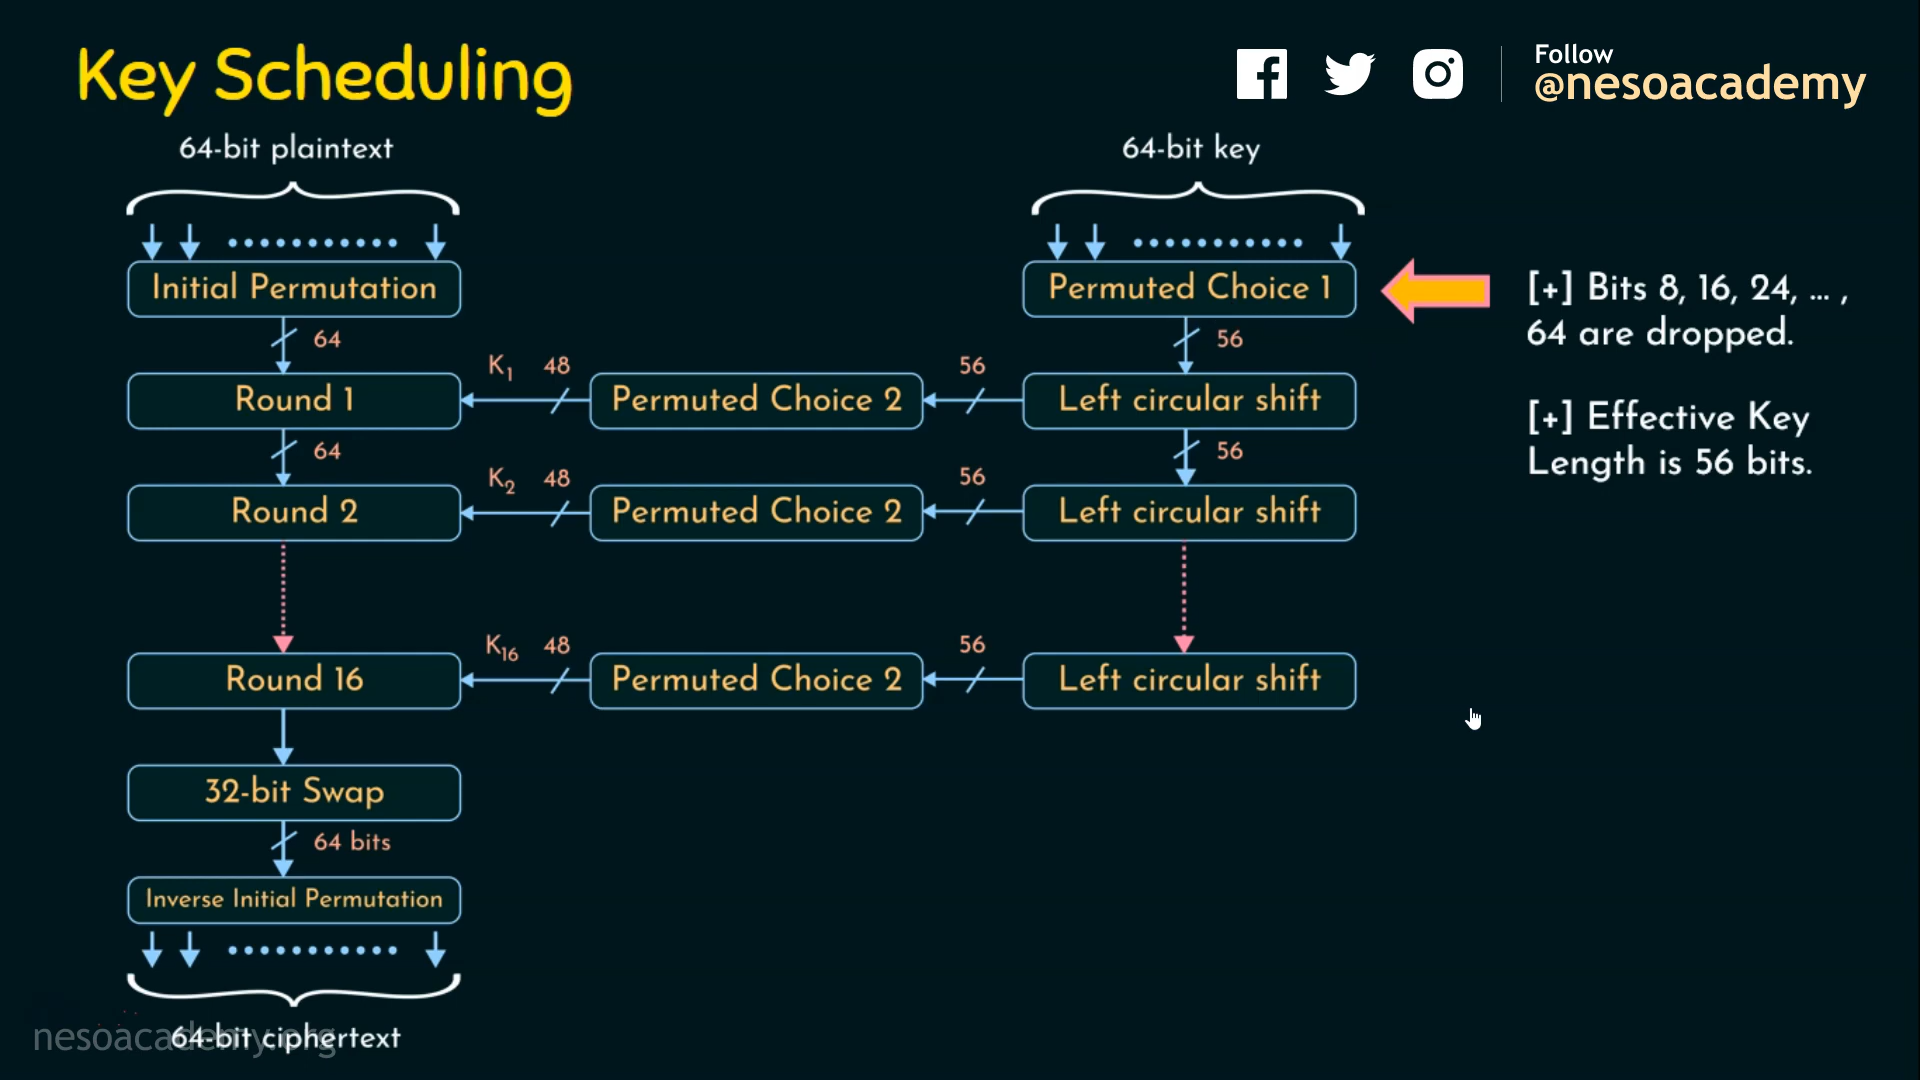 Key Scheduling
Follow
@nesoacademy
64-bit plaintext
64-bit key
Initial Permutation
Permuted Choice 1
[+] Bits 8, 16, 24, ... ,
64 are dropped.
64
56
K1 48
56
Round 1
Permuted Choice 2
Left circular shift
[+] Effective Key
Length is 56 bits.
64
56
K2 48
56
Round 2
Permuted Choice 2
Left circular shift
K16 48
56
Round 16
Permuted Choice 2
Left circular shift
32-bit Swap
64 bits
Inverse Initial Permutation
64-bit ciphertext
nesoacademy.org